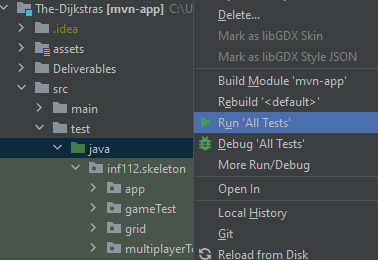 The-Dijkstras [mvn-app] C:\U
.idea
assets
Deliverables
src
main
test
java
inf112.skeleton
app
gameTest
grid
multiplayerTe
Delete...
Mark as libGDX Skin
Mark as libGDX Style JSON
Build Module 'mvn-app'
Rebuild '<default>'
Run 'All Tests'
Debug 'All Tests'
More Run/Debug
Open In
Local History
Git
Reload from Disk